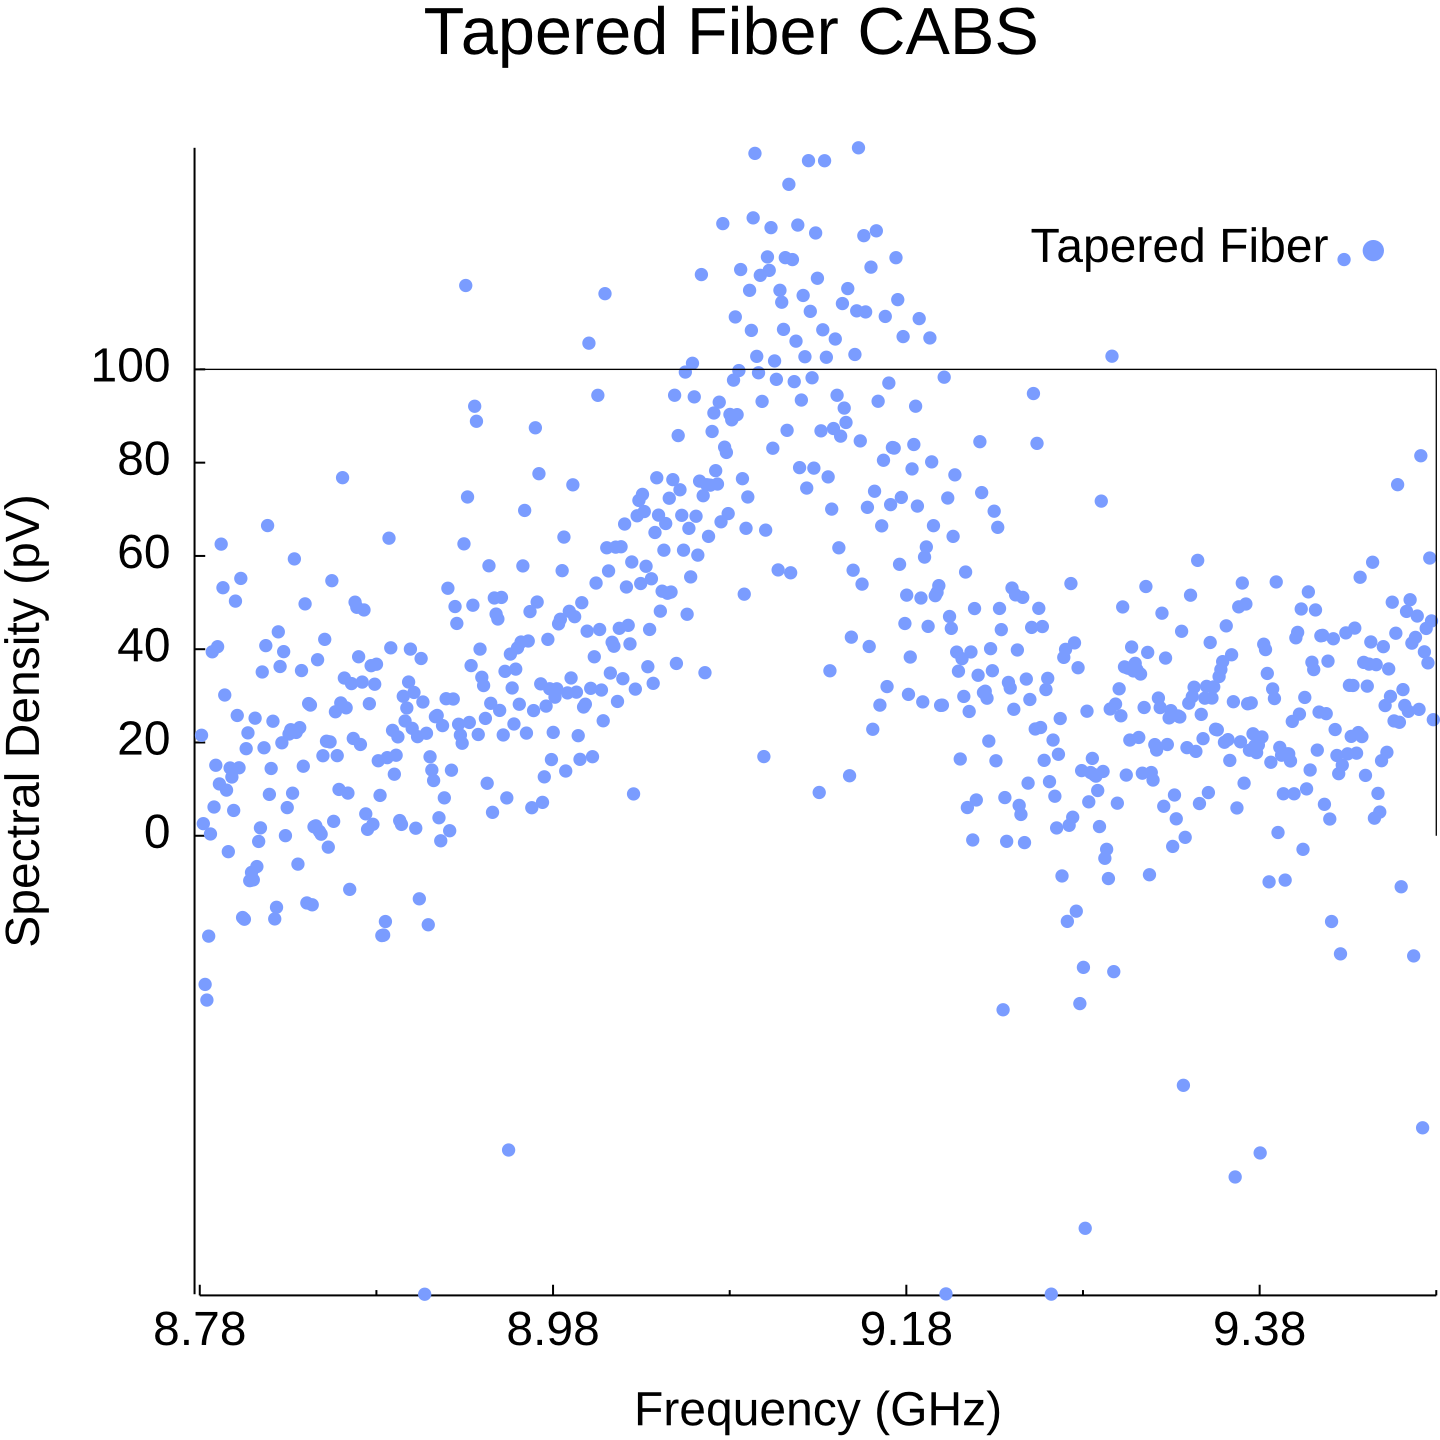 Tapered Fiber CABS
Tapered Fiber
100
80
60
40
20
0
Spectral Density (pV)
8.78 8.98 9.18 9.38
Frequency (GHz)